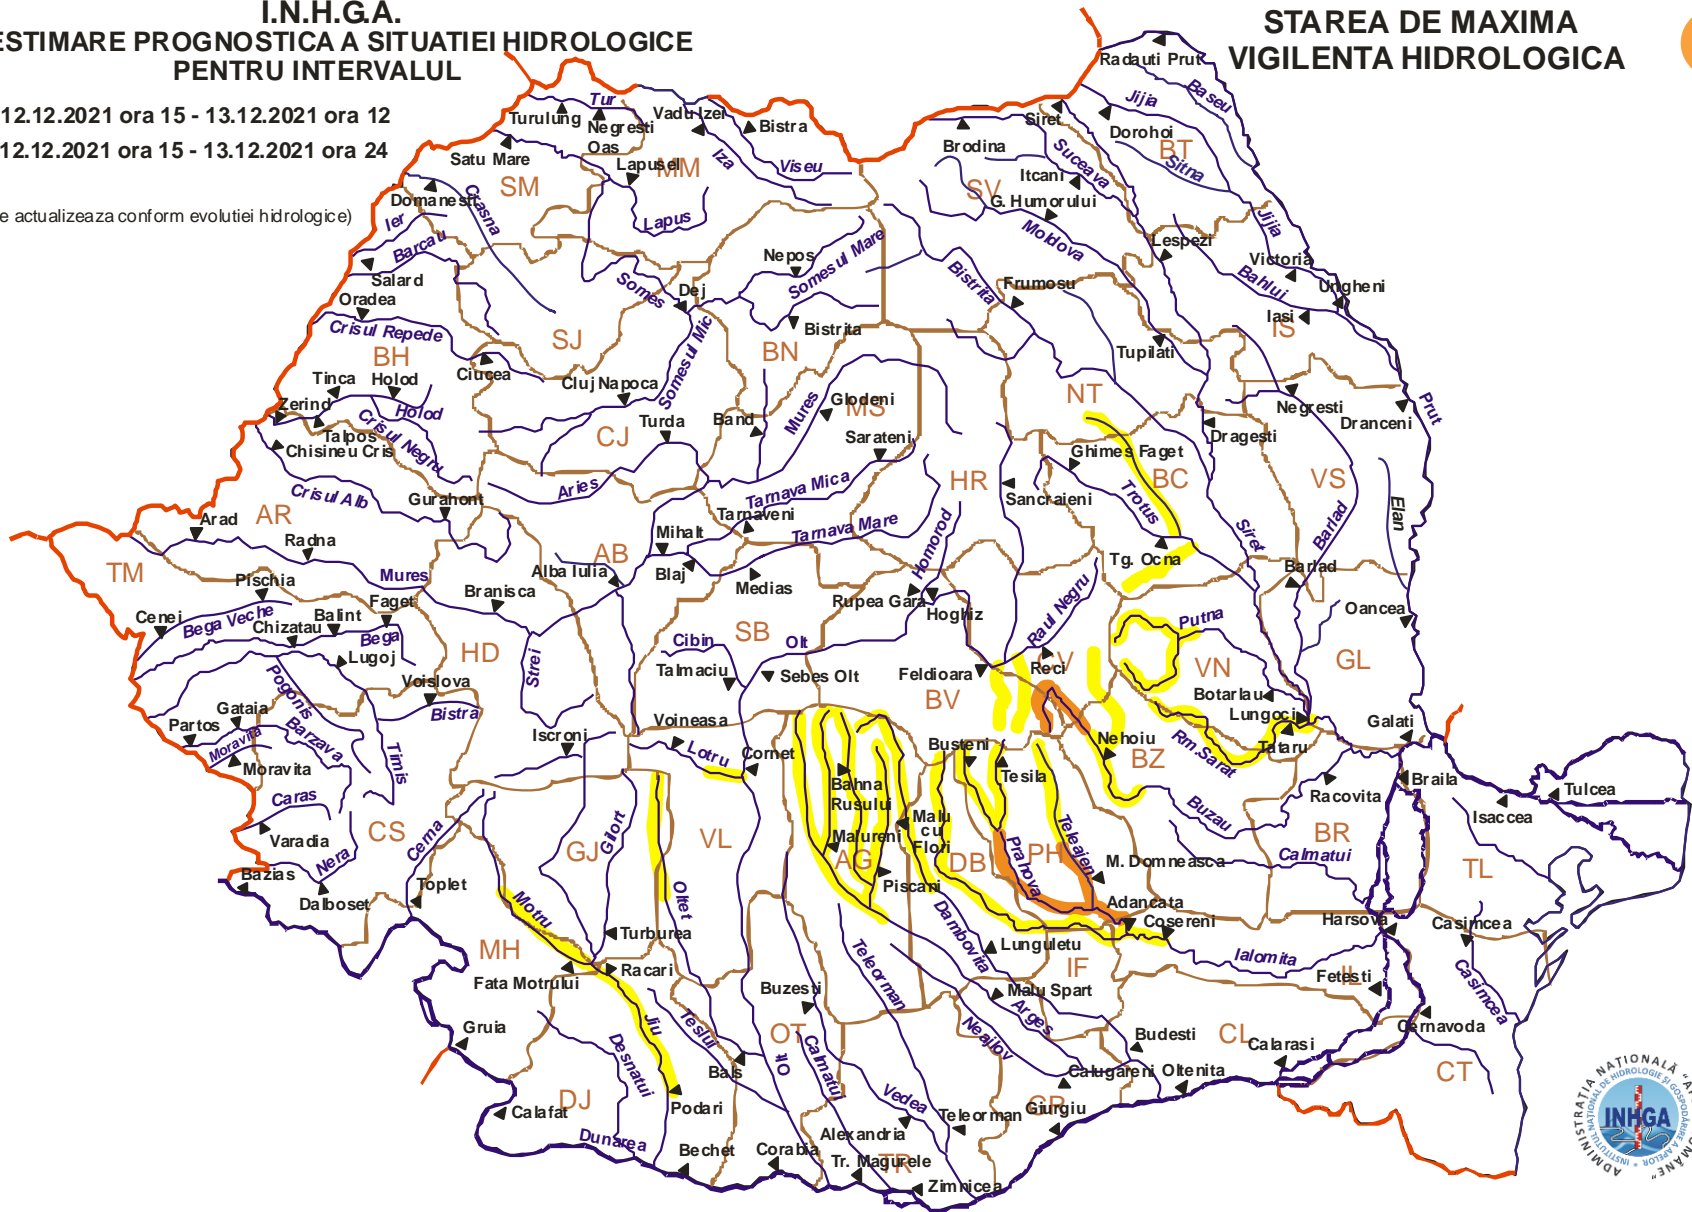 I.N.H.G.A.
ESTIMARE PROGNOSTICA A SITUATIEI HIDROLOGICE
PENTRU INTERVALUL
12.12.2021 ora 15 - 13.12.2021 ora 12
12.12.2021 ora 15 - 13.12.2021 ora 24
e actualizeaza conform evolutiei hidrologice)
STAREA DE MAXIMA
VIGILENTA HIDROLOGICA
Radauti Prut
Baseu
Jijia
Siret
Dorohoi
BT
Sitna
Suceava
Brodina
Itcani
SV
G. Humorului
Moldova
Lespezi
Jijia
Victoria
Bahlui
Ungheni
Iasi
IS
Tur
Turulung
Negresti
Oas
Vadu Izei
Bistra
Iza
Viseu
Satu Mare
Lapusel
MM
SM
Lapus
Domanesti
Crasna
Ier
Barcau
Salard
Oradea
Crisul Repede
BH
Somes
Dej
Nepos
Somesul Mare
Bistrita
SJ
BN
Bistrita
Frumosu
Tupilati
NT
Negresti
Dranceni
Prut
Tinca
Holod
Ciucea
Cluj Napoca
Somesul Mic
Zerind
Holod
Talpos
Crisul Negru
Chisineu Cris
CJ
Turda
Band
Mures
Glodeni
MS
Sarateni
Dragesti
Ghimes Faget
BC
VS
Crisul Alb
Gurahont
Aries
Tarnava Mica
HR
Sancraieni
Trotus
Siret
Barlad
Elan
AR
Arad
Radna
Mihalt
Tarnaveni
Tarnava Mare
Homorod
Tg. Ocna
AB
TM
Pischia
Mures
Branisca
Alba Iulia
Blaj
Medias
Barlad
Cenei
Bega Veche
Chizatau
Balint
Faget
Bega
Lugoj
HD
Strei
SB
Cibin
Olt
Rupea Gara
Hoghiz
Raul Negru
Putna
Oancea
GL
VN
Talmaciu
Sebes Olt
Feldioara
BV
Reci
CV
Botarlau
Lungoci
Galati
Voislova
Pogonis
Gataia
Partos
Barzava
Bistra
Moravita
Moravita
Timis
Iscroni
Voineasa
Lotru
Cornet
Busteni
Tesila
Nehoiu
BZ
Rm.Sarat
Tataru
Bahna
Rusului
Malu
cu
Flori
Malureni
AG
Piscani
DB
Prahova
PH
Teleajen
M. Domneasca
Buzau
Calmatui
Racovita
BR
Braila
Tulcea
Isaccea
TL
Caras
Varadia
CS
Nera
Cerna
GJ
Gilort
VL
Bazias
Dalboset
Toplet
Oltet
Adancata
Cosereni
Harsova
Casimcea
MH
Motru
Turburea
Racari
Fata Motrului
Dambovita
Lunguletu
IF
Ialomita
Fetesti
IL
Casimcea
Malu Spart
Arges
Teleorman
Neajlov
Buzesti
OT
Gruia
Jiu
Teslui
Desnatui
Bals
Olt
Calmatui
Budesti
CL
Calarasi
Cernavoda
CT
Calugareni
Oltenita
Vedea
Teleorman
Giurgiu
GR
Calafat
DJ
Podari
Dunarea
Bechet
Corabia
Alexandria
Tr. Magurele
TR
Zimnicea
INHGA